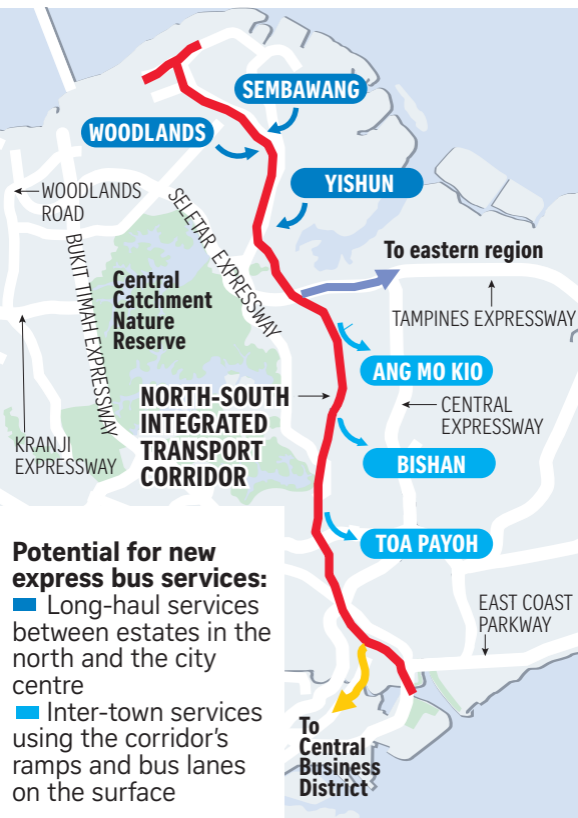 SEMBAWANG
WOODLANDS
YISHUN
WOODLANDS
ROAD
SELETAR EXPRESSWAY
BUKIT TIMAH EXPRESSWAY
To eastern region
Central
Catchment
Nature
Reserve
TAMPINES EXPRESSWAY
ANG MO KIO
NORTH-SOUTH
INTEGRATED
TRANSPORT
CORRIDOR
CENTRAL
EXPRESSWAY
KRANJI
EXPRESSWAY
BISHAN
TOA PAYOH
Potential for new
express bus services:
Long-haul services
between estates in the
north and the city
centre
Inter-town services
using the corridor's
ramps and bus lanes
on the surface
EAST COAST
PARKWAY
To
Central
Business
District